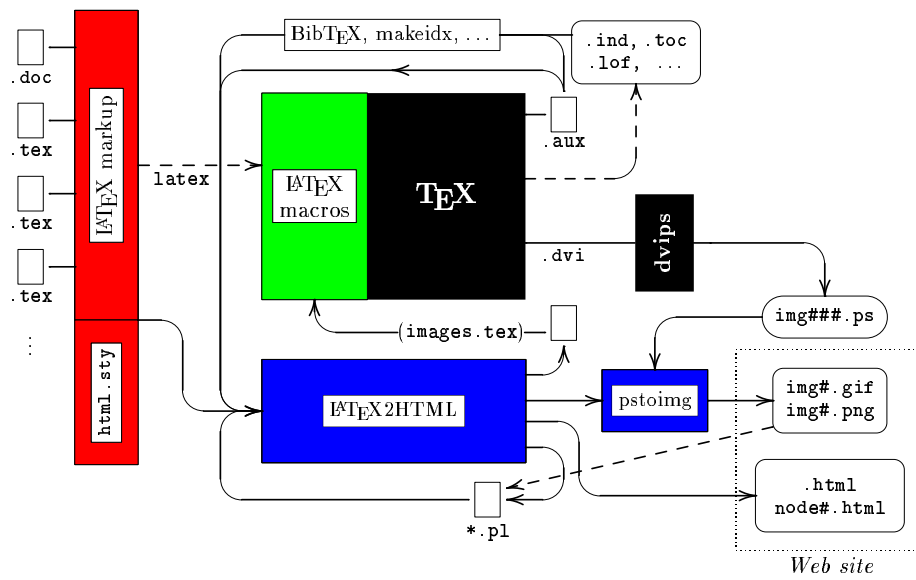 BibTEX, makeidx, ...
.ind, .toc
.lof, ...
.doc
.tex
.tex
.tex
⋮
LATEX markup
html.sty
latex
LATEX
macros
TEX
.aux
.dvi
dvips
img###.ps
(images.tex)
LATEX2HTML
pstoimg
img#.gif
img#.png
.html
node#.html
*.pl
Web site